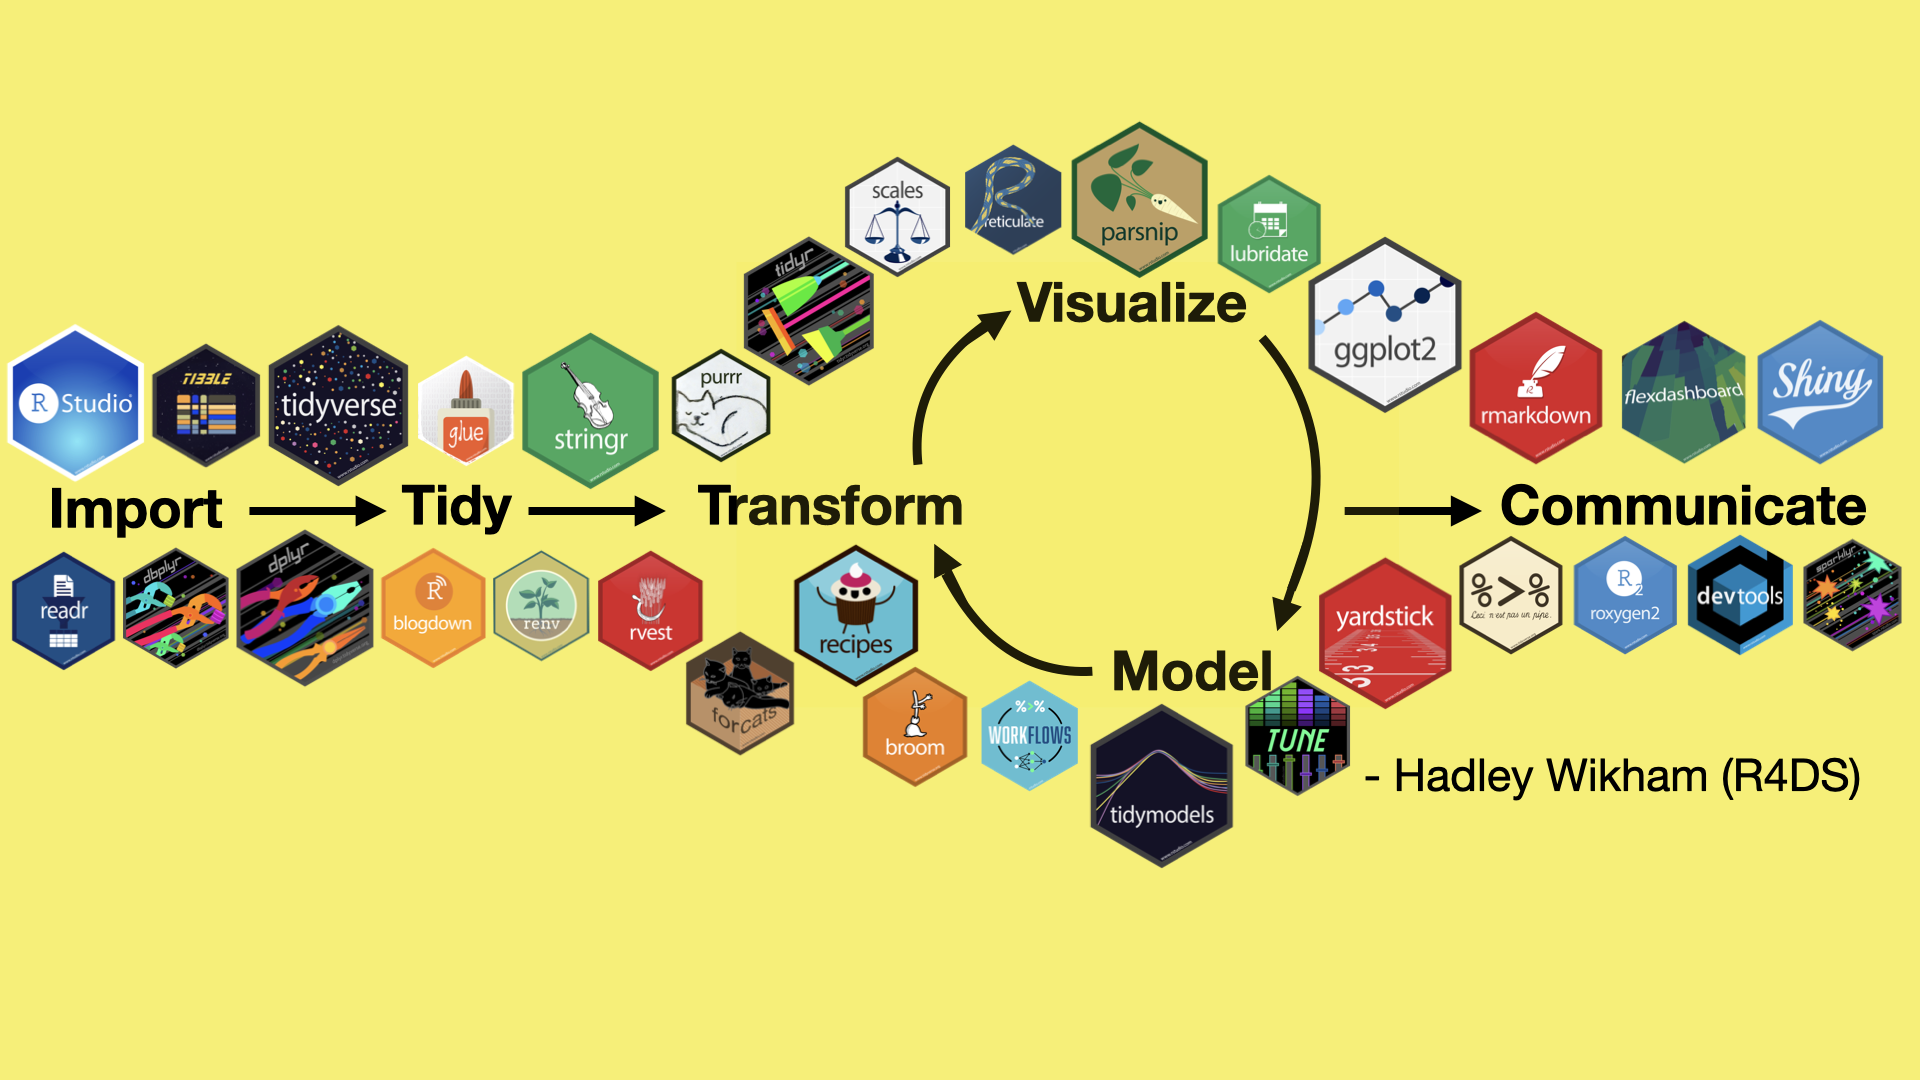 scales
reticulate
parsnip
lubridate
tidyr
Visualize
ggplot2
R Studio
TIBBLE
tidyverse
glue
stringr
purrr
rmarkdown
flexdashboard
Shiny
Import
Tidy
Transform
Communicate
readr
dbplyr
dplyr
R
blogdown
renv
rvest
recipes
yardstick
%>%
Ceci n'est pas un pipe.
R
2
roxygen2
devtools
sparklyr
forcats
broom
%>%
WORKFLOWS
Model
tidymodels
TUNE
- Hadley Wikham (R4DS)